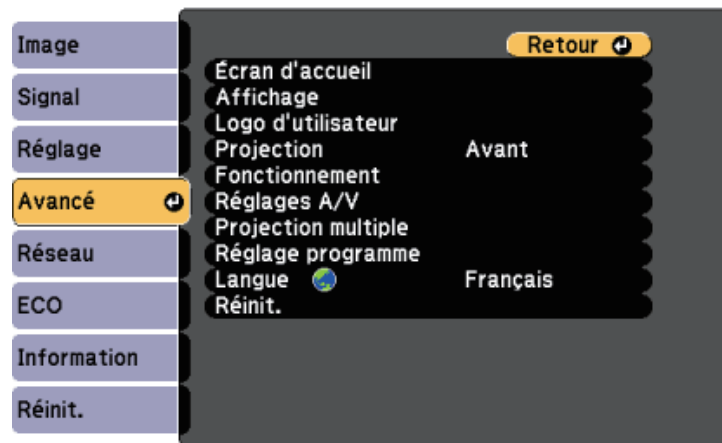 Image
Signal
Réglage
Avancé
Réseau
ECO
Information
Réinit.
Retour
Écran d'accueil
Affichage
Logo d'utilisateur
Projection Avant
Fonctionnement
Réglages A/V
Projection multiple
Réglage programme
Langue Français
Réinit.